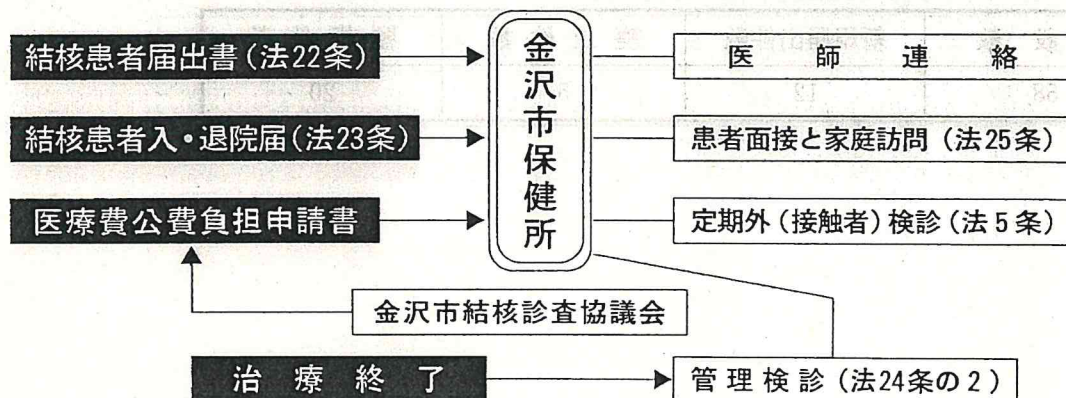 結核患者届出書(法22条)
結核患者入・退院届(法23条)
医療費公費負担申請書
金沢市保健所
医師連絡
患者面接と家庭訪問(法25条)
定期外(接触者)検診(法5条)
金沢市結核診査協議会
治療終了
管理検診(法24条の2)